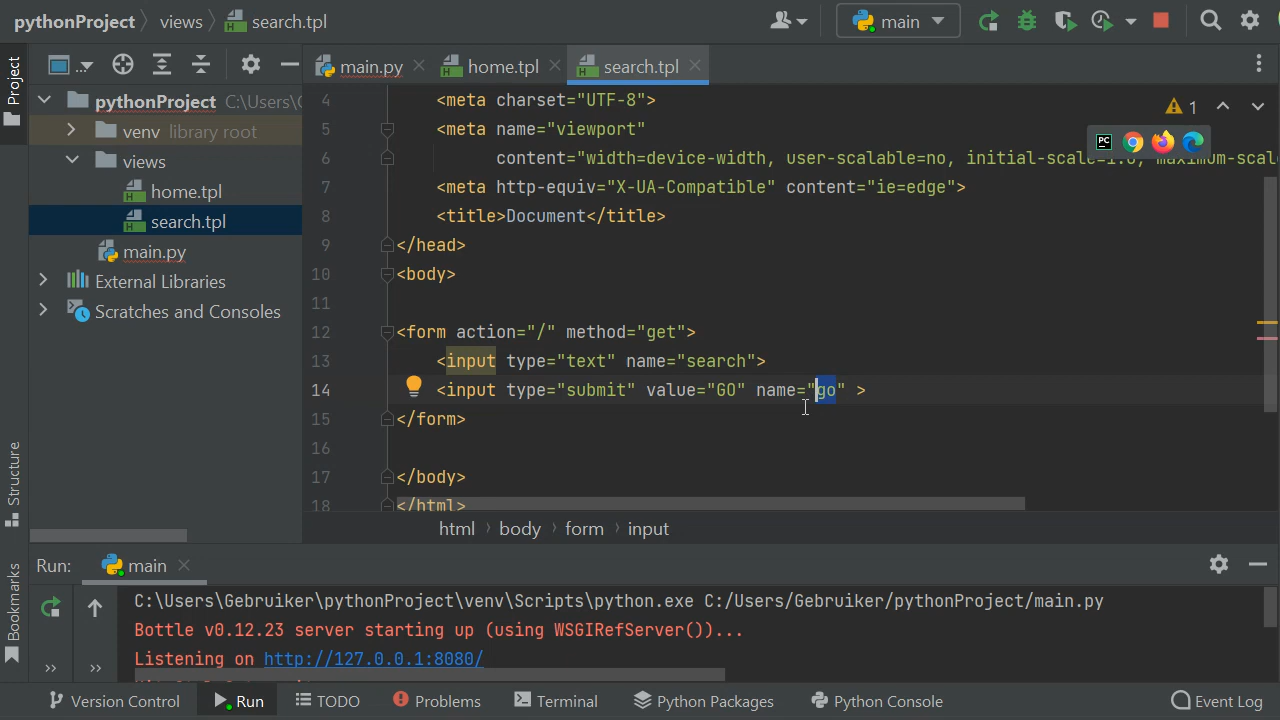 pythonProject views search.tpl main
Project
main.py home.tpl search.tpl
pythonProject C:\Users\G
venv library root
views
home.tpl
search.tpl
main.py
External Libraries
Scratches and Consoles
4 <meta charset="UTF-8">
5 <meta name="viewport"
6 content="width=device-width, user-scalable=no, initial-scale=1.0, maximum-scal
7 <meta http-equiv="X-UA-Compatible" content="ie=edge">
8 <title>Document</title>
9 </head>
10 <body>
11
12 <form action="/" method="get">
13 <input type="text" name="search">
14 <input type="submit" value="GO" name="go" >
15 </form>
16
17 </body>
18 </html>
1
PC
html body form input
Structure
Bookmarks
Run: main
C:\Users\Gebruiker\pythonProject\venv\Scripts\python.exe C:/Users/Gebruiker/pythonProject/main.py
Bottle v0.12.23 server starting up (using WSGIRefServer())...
Listening on http://127.0.0.1:8080/
Version Control Run TODO Problems Terminal Python Packages Python Console Event Log